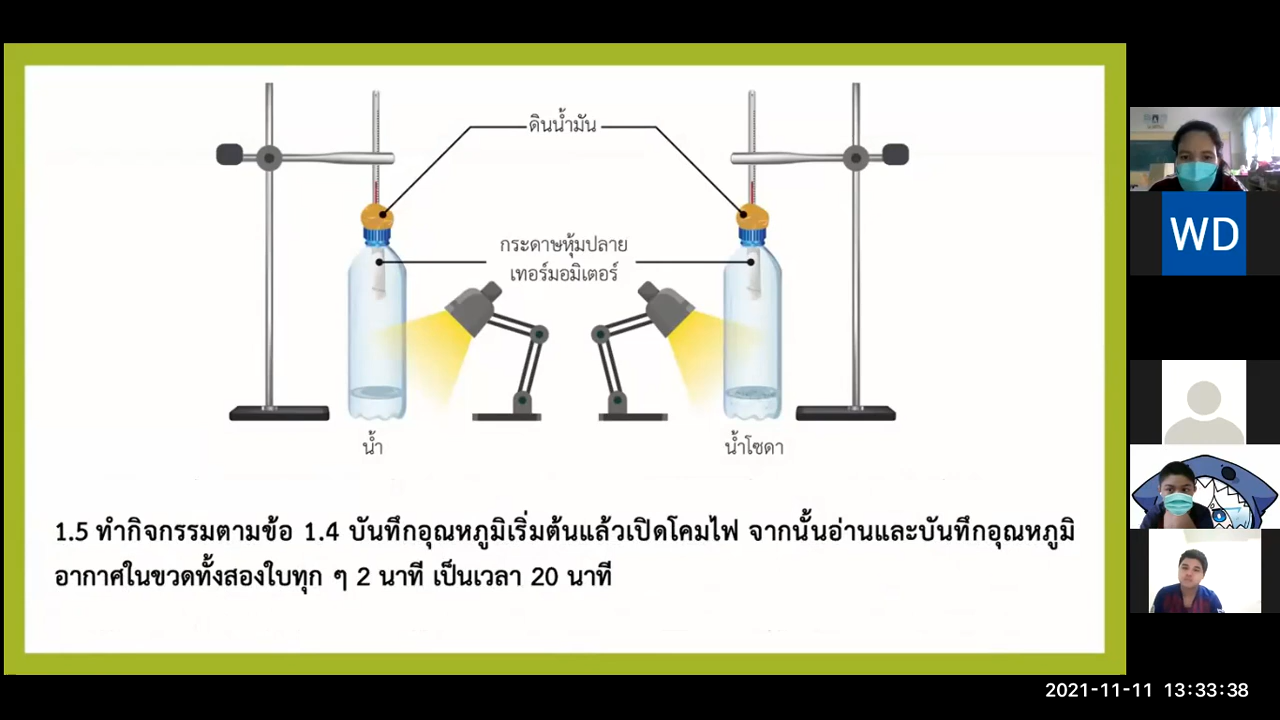 ดินน้ำมัน
กระดาษหุ้มปลาย
เทอร์มอมิเตอร์
น้ำ
น้ำโซดา
1.5 ทำกิจกรรมตามข้อ 1.4 บันทึกอุณหภูมิเริ่มต้นแล้วเปิดโคมไฟ จากนั้นอ่านและบันทึกอุณหภูมิ
อากาศในขวดทั้งสองใบทุก ๆ 2 นาที เป็นเวลา 20 นาที
WD
2021-11-11 13:33:38